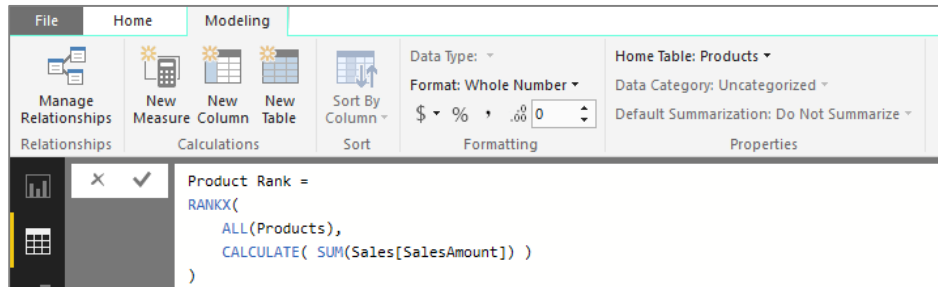 File Home Modeling
Data Type:
Home Table: Products
Format: Whole Number
Data Category: Uncategorized
Manage Relationships
New Measure
New Column
New Table
Sort By Column
$ % , .00 0
Default Summarization: Do Not Summarize
Relationships Calculations Sort Formatting Properties
Product Rank =
RANKX(
ALL(Products),
CALCULATE( SUM(Sales[SalesAmount]) )
)